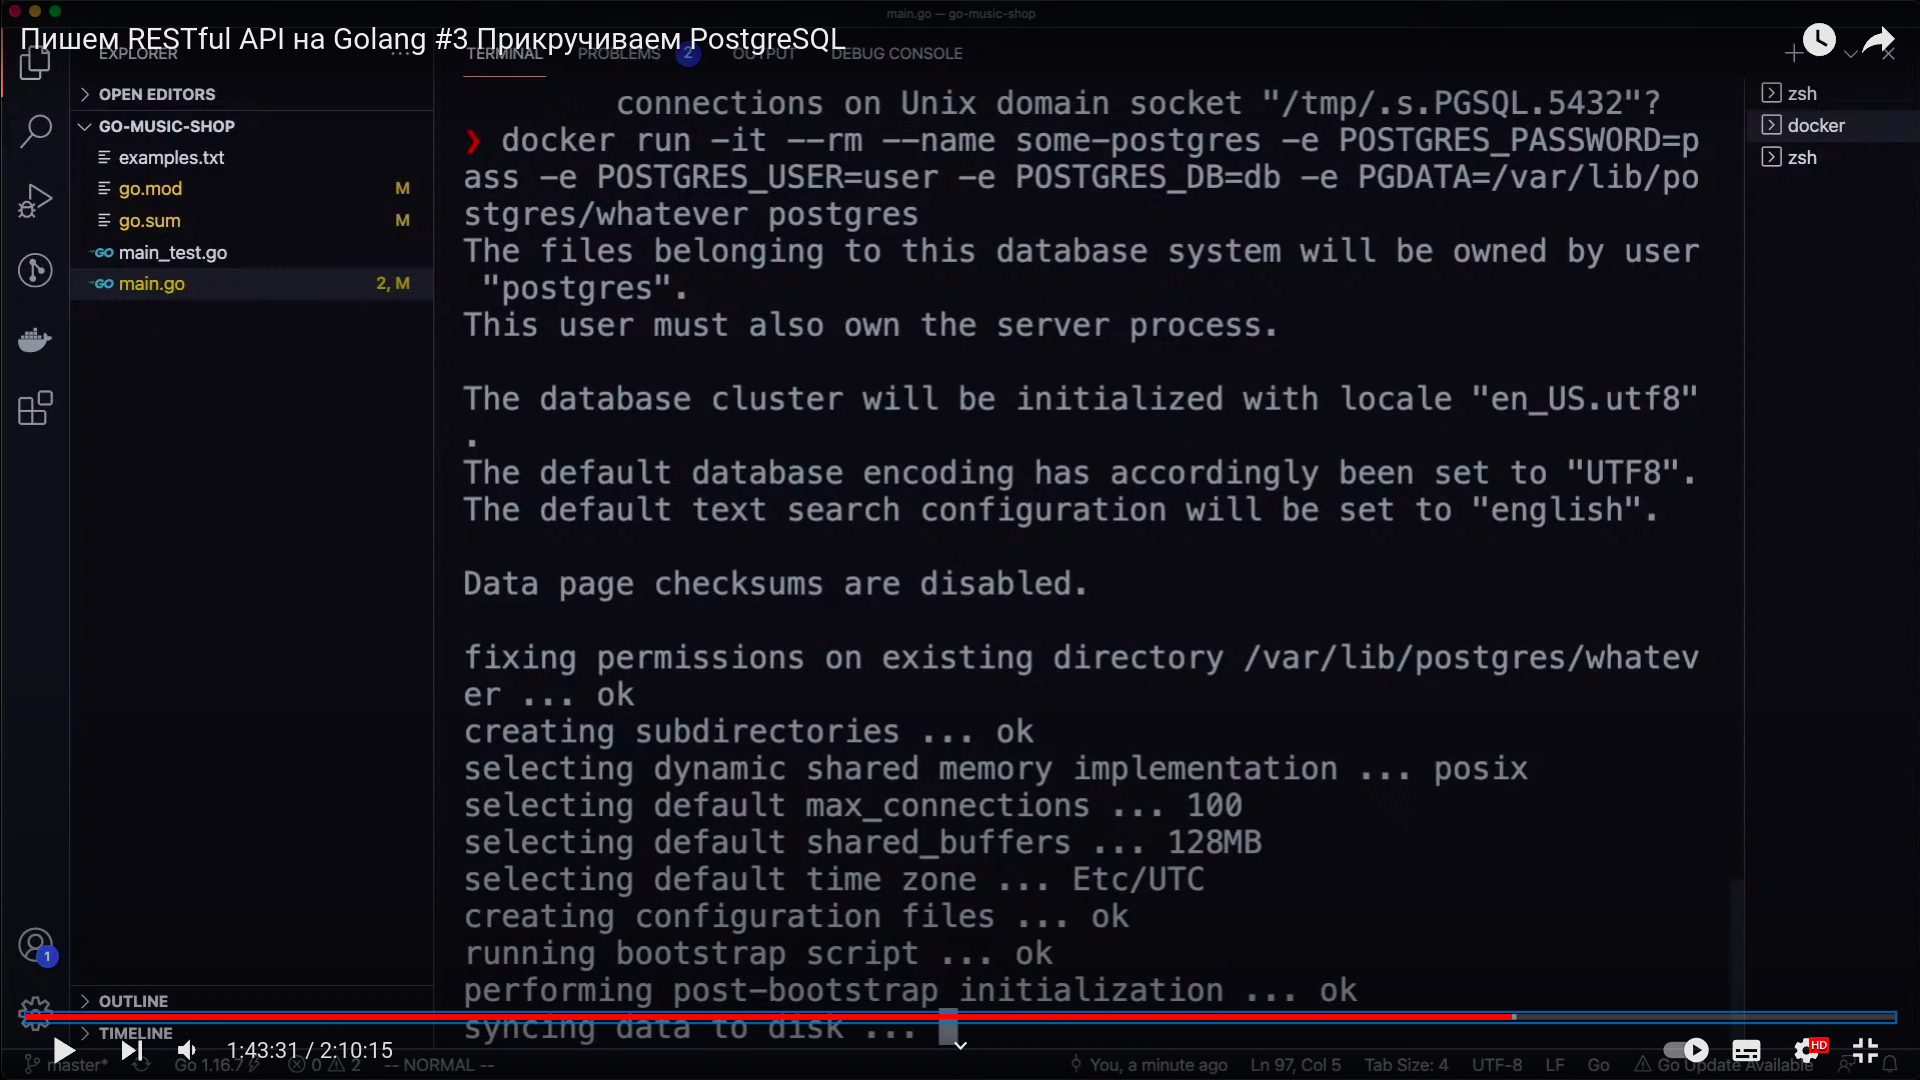 main.go — go-music-shop
Пишем RESTful API на Golang #3 Прикручиваем PostgreSQL
EXPLORER
TERMINAL PROBLEMS 2 OUTPUT DEBUG CONSOLE
OPEN EDITORS
GO-MUSIC-SHOP
examples.txt
go.mod M
go.sum M
GO main_test.go
GO main.go 2, M
OUTLINE
TIMELINE
connections on Unix domain socket "/tmp/.s.PGSQL.5432"?
❯ docker run -it --rm --name some-postgres -e POSTGRES_PASSWORD=p
ass -e POSTGRES_USER=user -e POSTGRES_DB=db -e PGDATA=/var/lib/po
stgres/whatever postgres
The files belonging to this database system will be owned by user
"postgres".
This user must also own the server process.
The database cluster will be initialized with locale "en_US.utf8"
.
The default database encoding has accordingly been set to "UTF8".
The default text search configuration will be set to "english".
Data page checksums are disabled.
fixing permissions on existing directory /var/lib/postgres/whatev
er ... ok
creating subdirectories ... ok
selecting dynamic shared memory implementation ... posix
selecting default max_connections ... 100
selecting default shared_buffers ... 128MB
selecting default time zone ... Etc/UTC
creating configuration files ... ok
running bootstrap script ... ok
performing post-bootstrap initialization ... ok
syncing data to disk ...
zsh
docker
zsh
1
1:43:31 / 2:10:15
HD
master* Go 1.16.7 0 2 -- NORMAL -- You, a minute ago Ln 97, Col 5 Tab Size: 4 UTF-8 LF Go Go Update Available